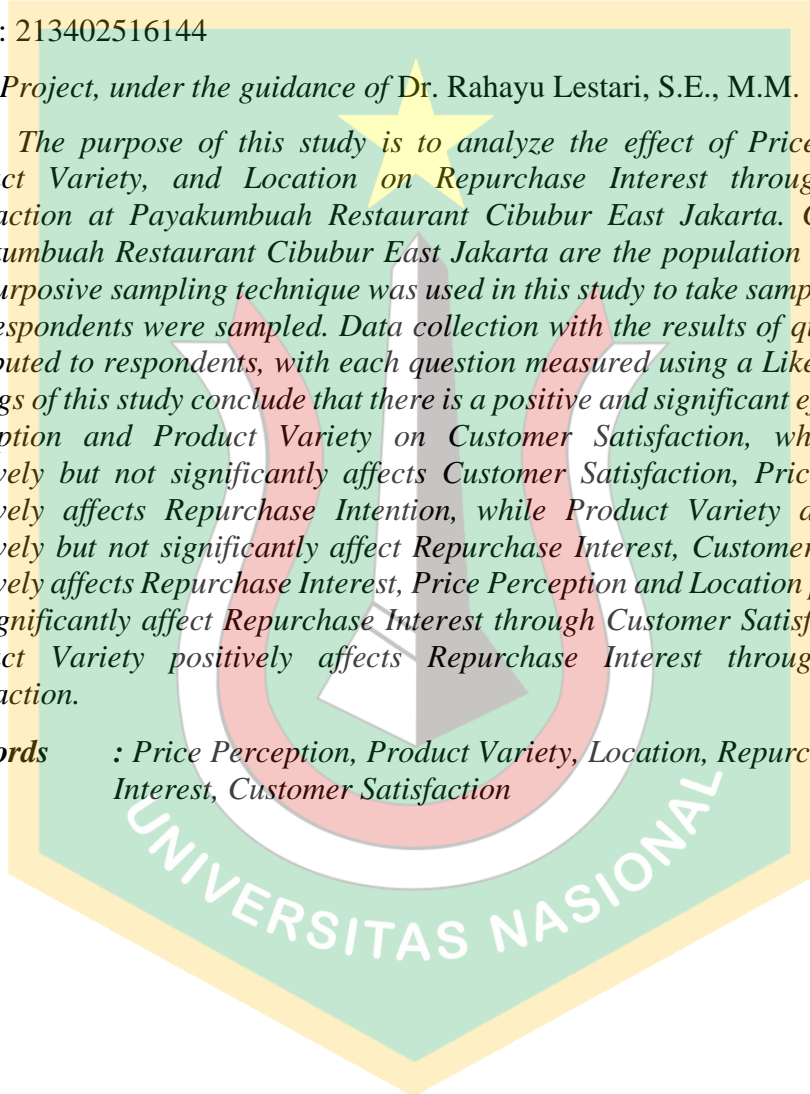 : 213402516144
Project, under the guidance of Dr. Rahayu Lestari, S.E., M.M.
The purpose of this study is to analyze the effect of Price
ct Variety, and Location on Repurchase Interest throug
action at Payakumbuah Restaurant Cibubur East Jakarta. C
kumbuah Restaurant Cibubur East Jakarta are the population
urposive sampling technique was used in this study to take samp
espondents were sampled. Data collection with the results of qu
buted to respondents, with each question measured using a Like
gs of this study conclude that there is a positive and significant ef
ption and Product Variety on Customer Satisfaction, wh
vely but not significantly affects Customer Satisfaction, Pric
vely affects Repurchase Intention, while Product Variety a
vely but not significantly affect Repurchase Interest, Customer
vely affects Repurchase Interest, Price Perception and Location p
gnificantly affect Repurchase Interest through Customer Satisf
ct Variety positively affects Repurchase Interest throug
action.
ords : Price Perception, Product Variety, Location, Repurc
Interest, Customer Satisfaction
UNIVERSITAS NASIONAL